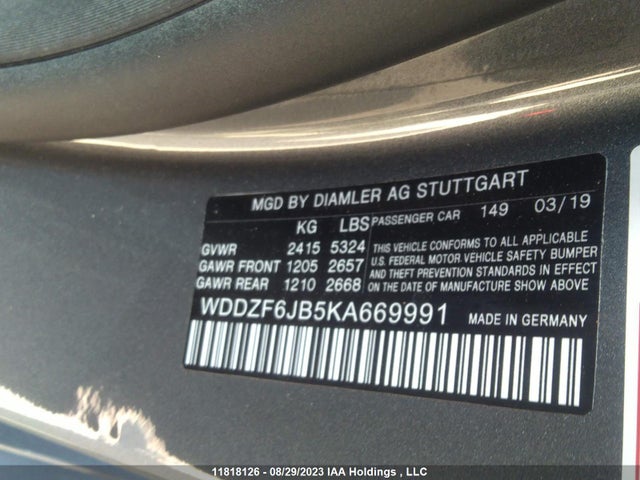 MGD BY DIAMLER AG STUTTGART
KG LBS PASSENGER CAR 149 03/19
GVWR 2415 5324
GAWR FRONT 1205 2657
GAWR REAR 1210 2668
THIS VEHICLE CONFORMS TO ALL APPLICABLE
U.S. FEDERAL MOTOR VEHICLE SAFETY BUMPER
AND THEFT PREVENTION STANDARDS IN EFFECT
ON THE DATE OF MANUFACTURE SHOW ABOVE
WDDZF6JB5KA669991 MADE IN GERMANY
11818126 - 08/29/2023 IAA Holdings , LLC